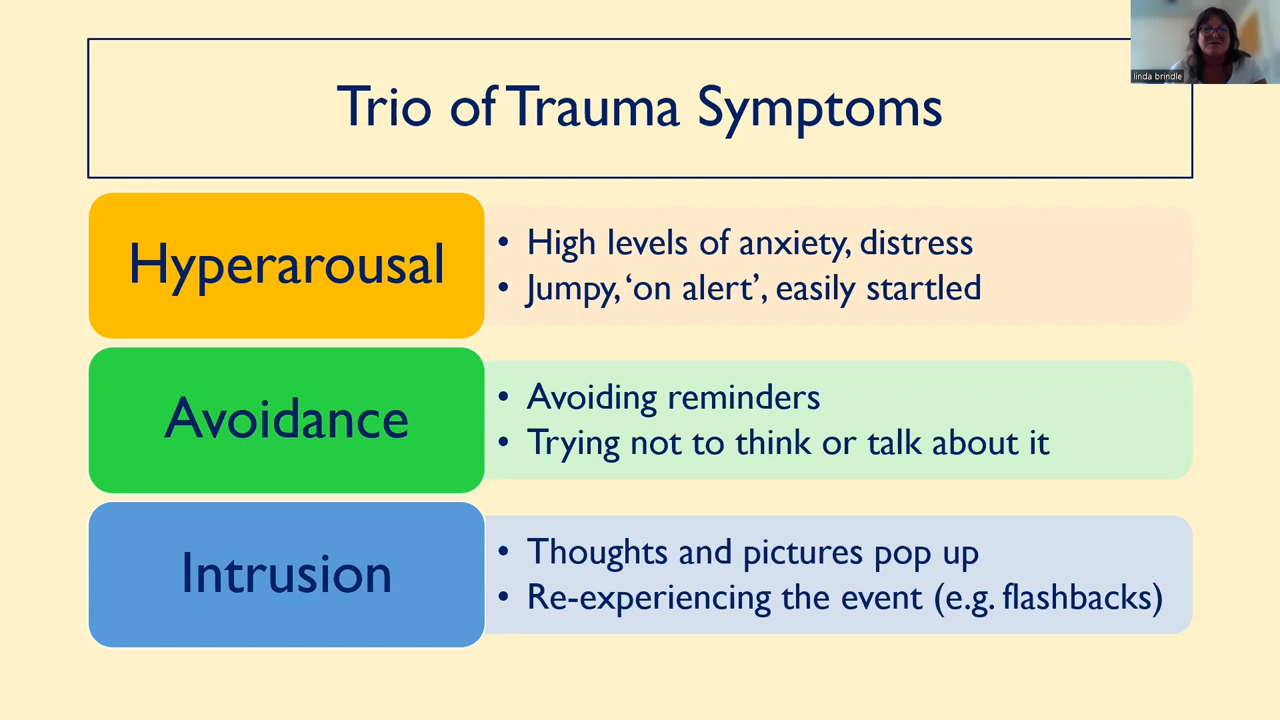 linda brindle
Trio of Trauma Symptoms
Hyperarousal
• High levels of anxiety, distress
• Jumpy, ‘on alert’, easily startled
Avoidance
• Avoiding reminders
• Trying not to think or talk about it
Intrusion
• Thoughts and pictures pop up
• Re-experiencing the event (e.g. flashbacks)